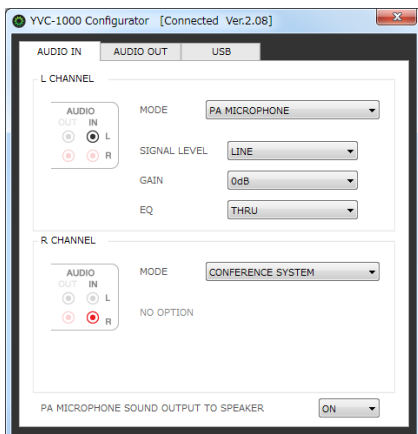 YVC-1000 Configurator [Connected Ver.2.08]
AUDIO IN AUDIO OUT USB
L CHANNEL
AUDIO
OUT IN
L
R
MODE PA MICROPHONE
SIGNAL LEVEL LINE
GAIN 0dB
EQ THRU
R CHANNEL
AUDIO
OUT IN
L
R
MODE CONFERENCE SYSTEM
NO OPTION
PA MICROPHONE SOUND OUTPUT TO SPEAKER ON